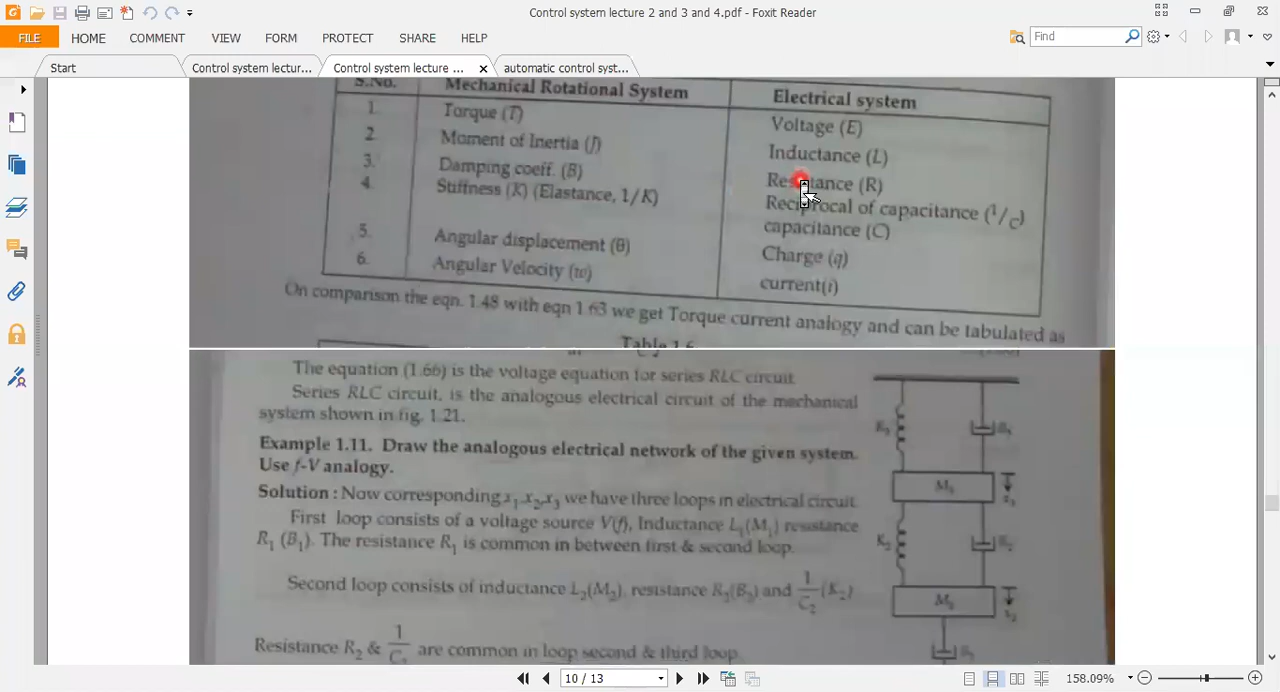 Control system lecture 2 and 3 and 4.pdf - Foxit Reader
FILE HOME COMMENT VIEW FORM PROTECT SHARE HELP
Find
Start Control system lectur... Control system lecture ... automatic control syst...
S.No. Mechanical Rotational System Electrical system
1. Torque (T) Voltage (E)
2. Moment of Inertia (J) Inductance (L)
3. Damping coeff. (B) Resistance (R)
4. Stiffness (K) (Elastance, 1/K) Reciprocal of capacitance (1/C)
capacitance (C)
5. Angular displacement (θ) Charge (q)
6. Angular Velocity (w) current(i)
On comparison the eqn. 1.48 with eqn 1.63 we get Torque current analogy and can be tabulated as
Table 1.6
The equation (1.66) is the voltage equation for series RLC circuit.
Series RLC circuit, is the analogous electrical circuit of the mechanical
system shown in fig. 1.21.
Example 1.11. Draw the analogous electrical network of the given system.
Use f-V analogy.
Solution : Now corresponding x₁, x₂, x₃ we have three loops in electrical circuit.
First loop consists of a voltage source V(f), Inductance L₁(M₁) resistance
R₁ (B₁). The resistance R₁ is common in between first & second loop.
Second loop consists of inductance L₂(M₂), resistance R₂(B₂) and 1/C₂ (K₂)
Resistance R₂ & 1/C₂ are common in loop second & third loop.
K₃
M₃
K₂ B₂
M₂
10 / 13
158.09%